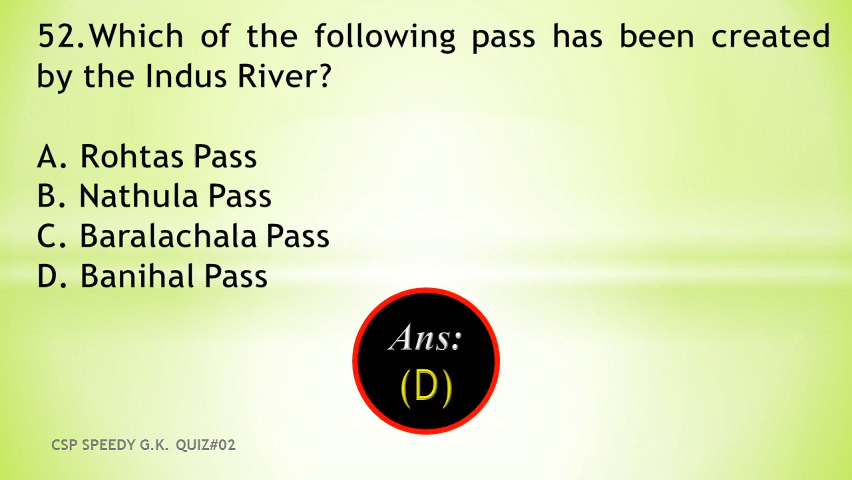 52.Which of the following pass has been created
by the Indus River?
A. Rohtas Pass
B. Nathula Pass
C. Baralachala Pass
D. Banihal Pass
Ans:
(D)
CSP SPEEDY G.K. QUIZ#02